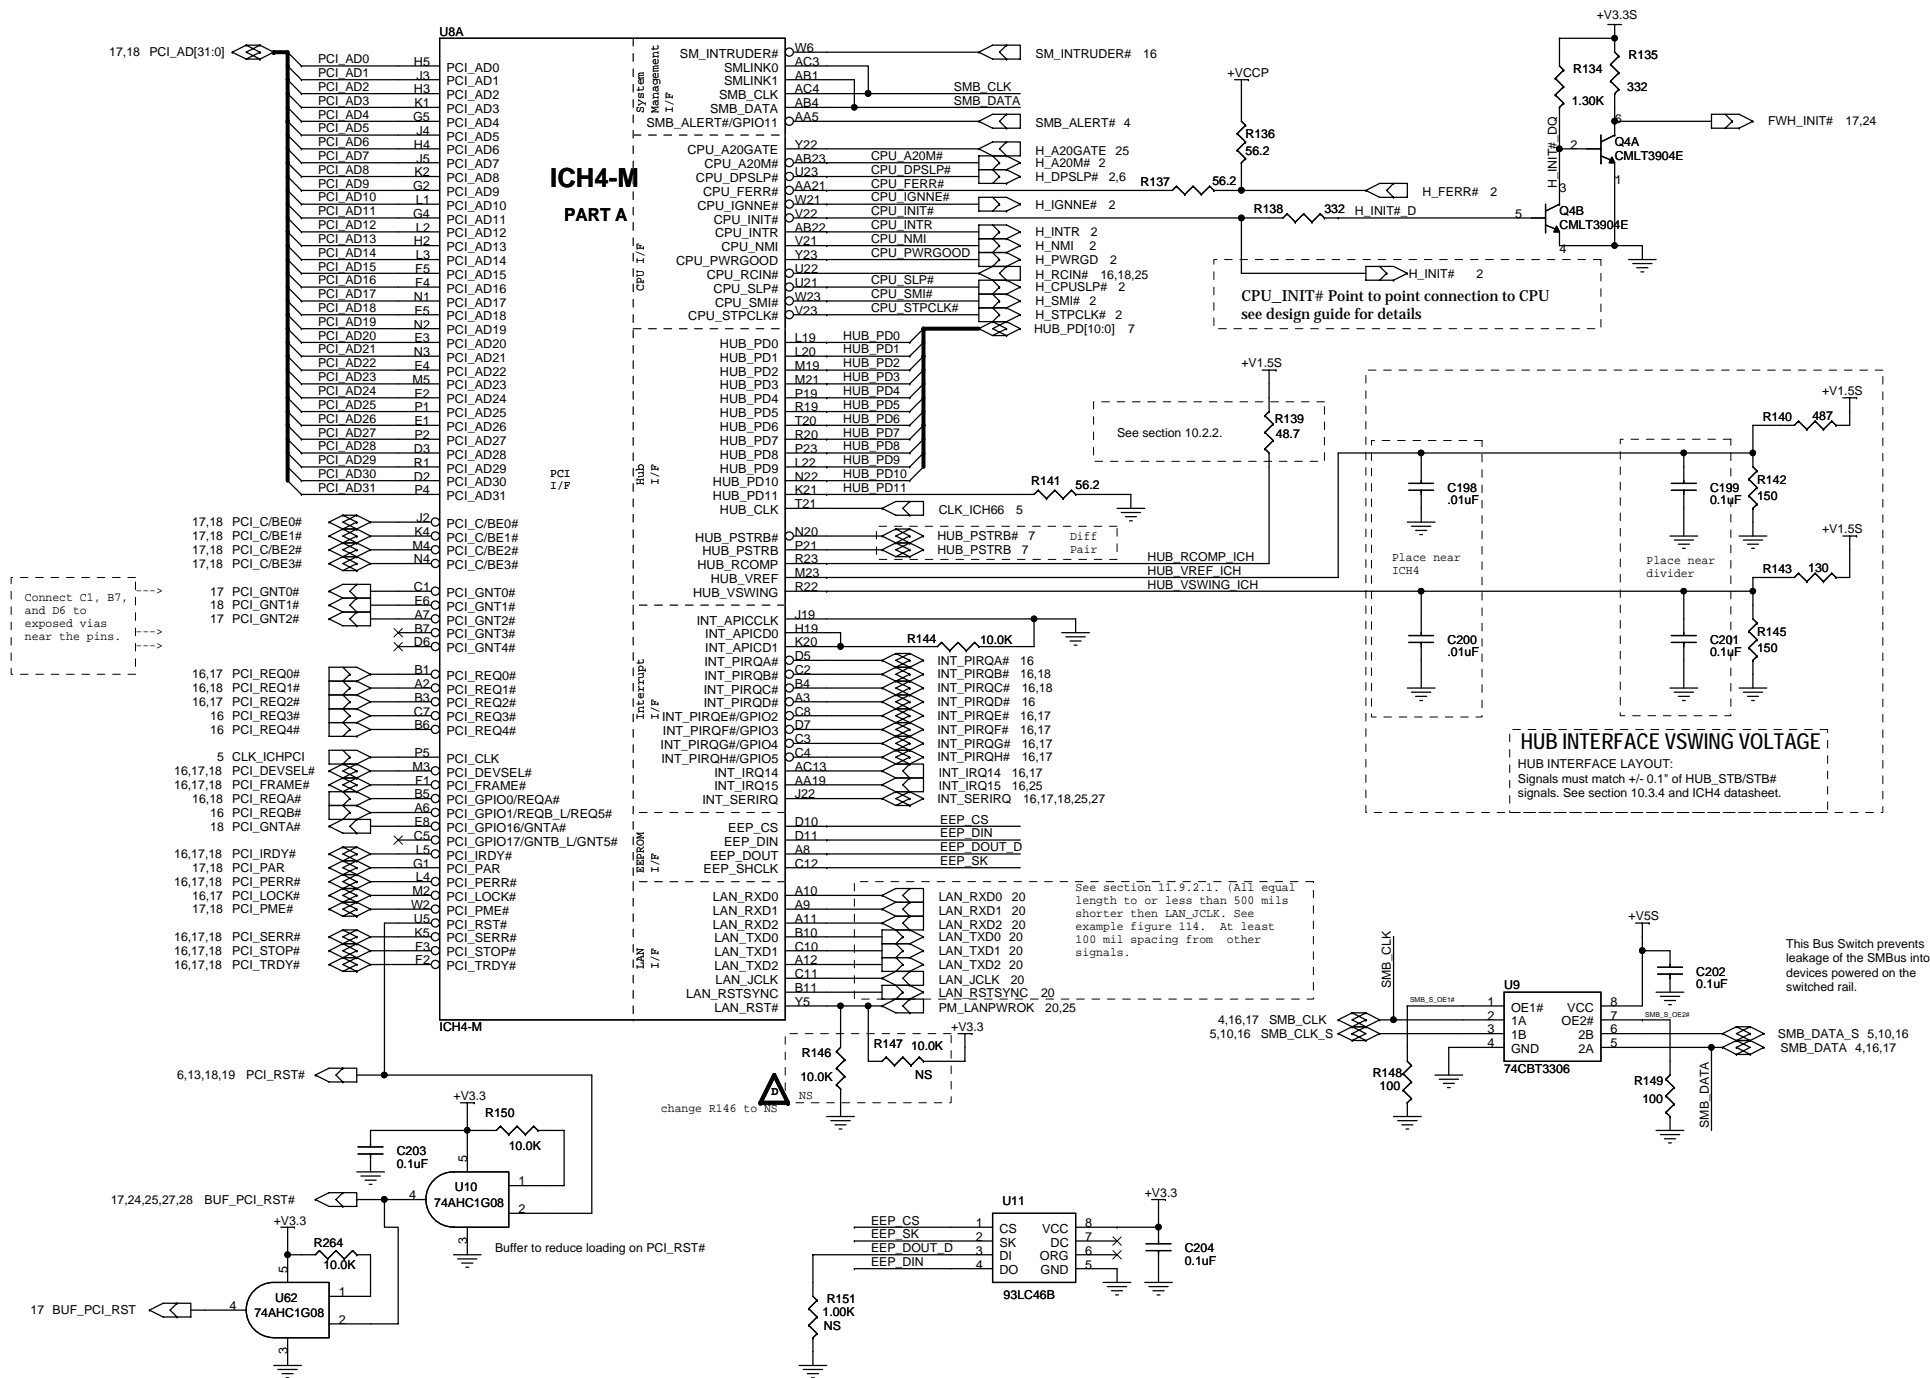 U8A
17,18 PCI_AD[31:0]
PCI_AD0 H5 PCI_AD0
PCI_AD1 J3 PCI_AD1
PCI_AD2 H3 PCI_AD2
PCI_AD3 K1 PCI_AD3
PCI_AD4 G5 PCI_AD4
PCI_AD5 J4 PCI_AD5
PCI_AD6 H4 PCI_AD6
PCI_AD7 J5 PCI_AD7
PCI_AD8 K2 PCI_AD8
PCI_AD9 G2 PCI_AD9
PCI_AD10 L1 PCI_AD10
PCI_AD11 G4 PCI_AD11
PCI_AD12 L2 PCI_AD12
PCI_AD13 H2 PCI_AD13
PCI_AD14 L3 PCI_AD14
PCI_AD15 F5 PCI_AD15
PCI_AD16 F4 PCI_AD16
PCI_AD17 N1 PCI_AD17
PCI_AD18 E5 PCI_AD18
PCI_AD19 N2 PCI_AD19
PCI_AD20 E3 PCI_AD20
PCI_AD21 N3 PCI_AD21
PCI_AD22 E4 PCI_AD22
PCI_AD23 M5 PCI_AD23
PCI_AD24 E2 PCI_AD24
PCI_AD25 P1 PCI_AD25
PCI_AD26 E1 PCI_AD26
PCI_AD27 P2 PCI_AD27
PCI_AD28 D3 PCI_AD28
PCI_AD29 R1 PCI_AD29
PCI_AD30 D2 PCI_AD30
PCI_AD31 P4 PCI_AD31
17,18 PCI_C/BE0# J2 PCI_C/BE0#
17,18 PCI_C/BE1# K4 PCI_C/BE1#
17,18 PCI_C/BE2# M4 PCI_C/BE2#
17,18 PCI_C/BE3# N4 PCI_C/BE3#
Connect C1, B7,
and D6 to
exposed vias
near the pins.
--->
--->
--->
17 PCI_GNT0# C1 PCI_GNT0#
18 PCI_GNT1# E6 PCI_GNT1#
17 PCI_GNT2# A7 PCI_GNT2#
B7 PCI_GNT3#
D6 PCI_GNT4#
16,17 PCI_REQ0# B1 PCI_REQ0#
16,18 PCI_REQ1# A2 PCI_REQ1#
16,17 PCI_REQ2# B3 PCI_REQ2#
16 PCI_REQ3# C7 PCI_REQ3#
16 PCI_REQ4# B6 PCI_REQ4#
5 CLK_ICHPCI P5 PCI_CLK
16,17,18 PCI_DEVSEL# M3 PCI_DEVSEL#
16,17,18 PCI_FRAME# F1 PCI_FRAME#
16,18 PCI_REQA# B5 PCI_GPIO0/REQA#
16 PCI_REQB# A6 PCI_GPIO1/REQB_L/REQ5#
18 PCI_GNTA# E8 PCI_GPIO16/GNTA#
C5 PCI_GPIO17/GNTB_L/GNT5#
16,17,18 PCI_IRDY# L5 PCI_IRDY#
17,18 PCI_PAR G1 PCI_PAR
16,17,18 PCI_PERR# L4 PCI_PERR#
16,17 PCI_LOCK# M2 PCI_LOCK#
17,18 PCI_PME# W2 PCI_PME#
U5 PCI_RST#
16,17,18 PCI_SERR# K5 PCI_SERR#
16,17,18 PCI_STOP# F3 PCI_STOP#
16,17,18 PCI_TRDY# F2 PCI_TRDY#
ICH4-M
PART A
PCI
I/F
ICH4-M
System
Management
I/F
SM_INTRUDER# W6 SM_INTRUDER# 16
SMLINK0 AC3
SMLINK1 AB1
SMB_CLK AC4 SMB_CLK
SMB_DATA AB4 SMB_DATA
SMB_ALERT#/GPIO11 AA5 SMB_ALERT# 4
CPU I/F
CPU_A20GATE Y22 H_A20GATE 25
CPU_A20M# AB23 CPU_A20M# H_A20M# 2
CPU_DPSLP# U23 CPU_DPSLP# H_DPSLP# 2,6
CPU_FERR# AA21 CPU_FERR#
CPU_IGNNE# W21 CPU_IGNNE# H_IGNNE# 2
CPU_INIT# V22 CPU_INIT#
CPU_INTR AB22 CPU_INTR H_INTR 2
CPU_NMI V21 CPU_NMI H_NMI 2
CPU_PWRGOOD Y23 CPU_PWRGOOD H_PWRGD 2
CPU_RCIN# U22 H_RCIN# 16,18,25
CPU_SLP# U21 CPU_SLP# H_CPUSLP# 2
CPU_SMI# W23 CPU_SMI# H_SMI# 2
CPU_STPCLK# V23 CPU_STPCLK# H_STPCLK# 2
HUB_PD[10:0] 7
Hub
I/F
HUB_PD0 L19 HUB_PD0
HUB_PD1 L20 HUB_PD1
HUB_PD2 M19 HUB_PD2
HUB_PD3 M21 HUB_PD3
HUB_PD4 P19 HUB_PD4
HUB_PD5 R19 HUB_PD5
HUB_PD6 T20 HUB_PD6
HUB_PD7 R20 HUB_PD7
HUB_PD8 P23 HUB_PD8
HUB_PD9 L22 HUB_PD9
HUB_PD10 N22 HUB_PD10
HUB_PD11 K21 HUB_PD11
R141 56.2
HUB_CLK T21 CLK_ICH66 5
HUB_PSTRB# N20 HUB_PSTRB# 7 Diff
HUB_PSTRB P21 HUB_PSTRB 7 Pair
HUB_RCOMP R23 HUB_RCOMP_ICH
HUB_VREF M23 HUB_VREF_ICH
HUB_VSWING R22 HUB_VSWING_ICH
Interrupt
I/F
INT_APICCLK J19
INT_APICD0 H19
INT_APICD1 K20
R144 10.0K
INT_PIRQA# D5 INT_PIRQA# 16
INT_PIRQB# C2 INT_PIRQB# 16,18
INT_PIRQC# B4 INT_PIRQC# 16,18
INT_PIRQD# A3 INT_PIRQD# 16
INT_PIRQE#/GPIO2 C8 INT_PIRQE# 16,17
INT_PIRQF#/GPIO3 D7 INT_PIRQF# 16,17
INT_PIRQG#/GPIO4 C3 INT_PIRQG# 16,17
INT_PIRQH#/GPIO5 C4 INT_PIRQH# 16,17
INT_IRQ14 AC13 INT_IRQ14 16,17
INT_IRQ15 AA19 INT_IRQ15 16,25
INT_SERIRQ J22 INT_SERIRQ 16,17,18,25,27
EEPROM
I/F
EEP_CS D10 EEP_CS
EEP_DIN D11 EEP_DIN
EEP_DOUT A8 EEP_DOUT_D
EEP_SHCLK C12 EEP_SK
LAN
I/F
LAN_RXD0 A10 LAN_RXD0 20
LAN_RXD1 A9 LAN_RXD1 20
LAN_RXD2 A11 LAN_RXD2 20
LAN_TXD0 B10 LAN_TXD0 20
LAN_TXD1 C10 LAN_TXD1 20
LAN_TXD2 A12 LAN_TXD2 20
LAN_JCLK C11 LAN_JCLK 20
LAN_RSTSYNC B11 LAN_RSTSYNC 20
LAN_RST# Y5 PM_LANPWROK 20,25
See section 11.9.2.1. (All equal
length to or less than 500 mils
shorter then LAN_JCLK. See
example figure 114. At least
100 mil spacing from other
signals.
+V3.3
R146
10.0K
R147 10.0K
NS
NS
D
change R146 to NS
+VCCP
R136
56.2
R137 56.2
H_FERR# 2
R138 332 H_INIT#_D
5
Q4B
CMLT3904E
3
4
H_INIT#_DQ
+V3.3S
R134
1.30K
R135
332
6
2
Q4A
CMLT3904E
1
FWH_INIT# 17,24
H_INIT# 2
CPU_INIT# Point to point connection to CPU
see design guide for details
+V1.5S
R139
48.7
See section 10.2.2.
+V1.5S
R140 487
C198
.01uF
C199
0.1uF
R142
150
+V1.5S
Place near
ICH4
Place near
divider
R143 130
C200
.01uF
C201
0.1uF
R145
150
HUB INTERFACE VSWING VOLTAGE
HUB INTERFACE LAYOUT:
Signals must match +/- 0.1" of HUB_STB/STB#
signals. See section 10.3.4 and ICH4 datasheet.
+V5S
C202
0.1uF
This Bus Switch prevents
leakage of the SMBus into
devices powered on the
switched rail.
SMB_CLK
U9
SMB_S_OE1# 1 OE1# VCC 8
4,16,17 SMB_CLK 2 1A OE2# 7 SMB_S_OE2#
5,10,16 SMB_CLK_S 3 1B 2B 6 SMB_DATA_S 5,10,16
4 GND 2A 5 SMB_DATA 4,16,17
74CBT3306
R148
100
R149
100
SMB_DATA
6,13,18,19 PCI_RST#
+V3.3
R150
10.0K
C203
0.1uF
5
U10
74AHC1G08
1
2
4
3
17,24,25,27,28 BUF_PCI_RST#
Buffer to reduce loading on PCI_RST#
+V3.3
R264
10.0K
5
U62
74AHC1G08
1
2
4
3
17 BUF_PCI_RST
U11
EEP_CS 1 CS VCC 8
EEP_SK 2 SK DC 7
EEP_DOUT_D 3 DI ORG 6
EEP_DIN 4 DO GND 5
93LC46B
+V3.3
C204
0.1uF
R151
1.00K
NS